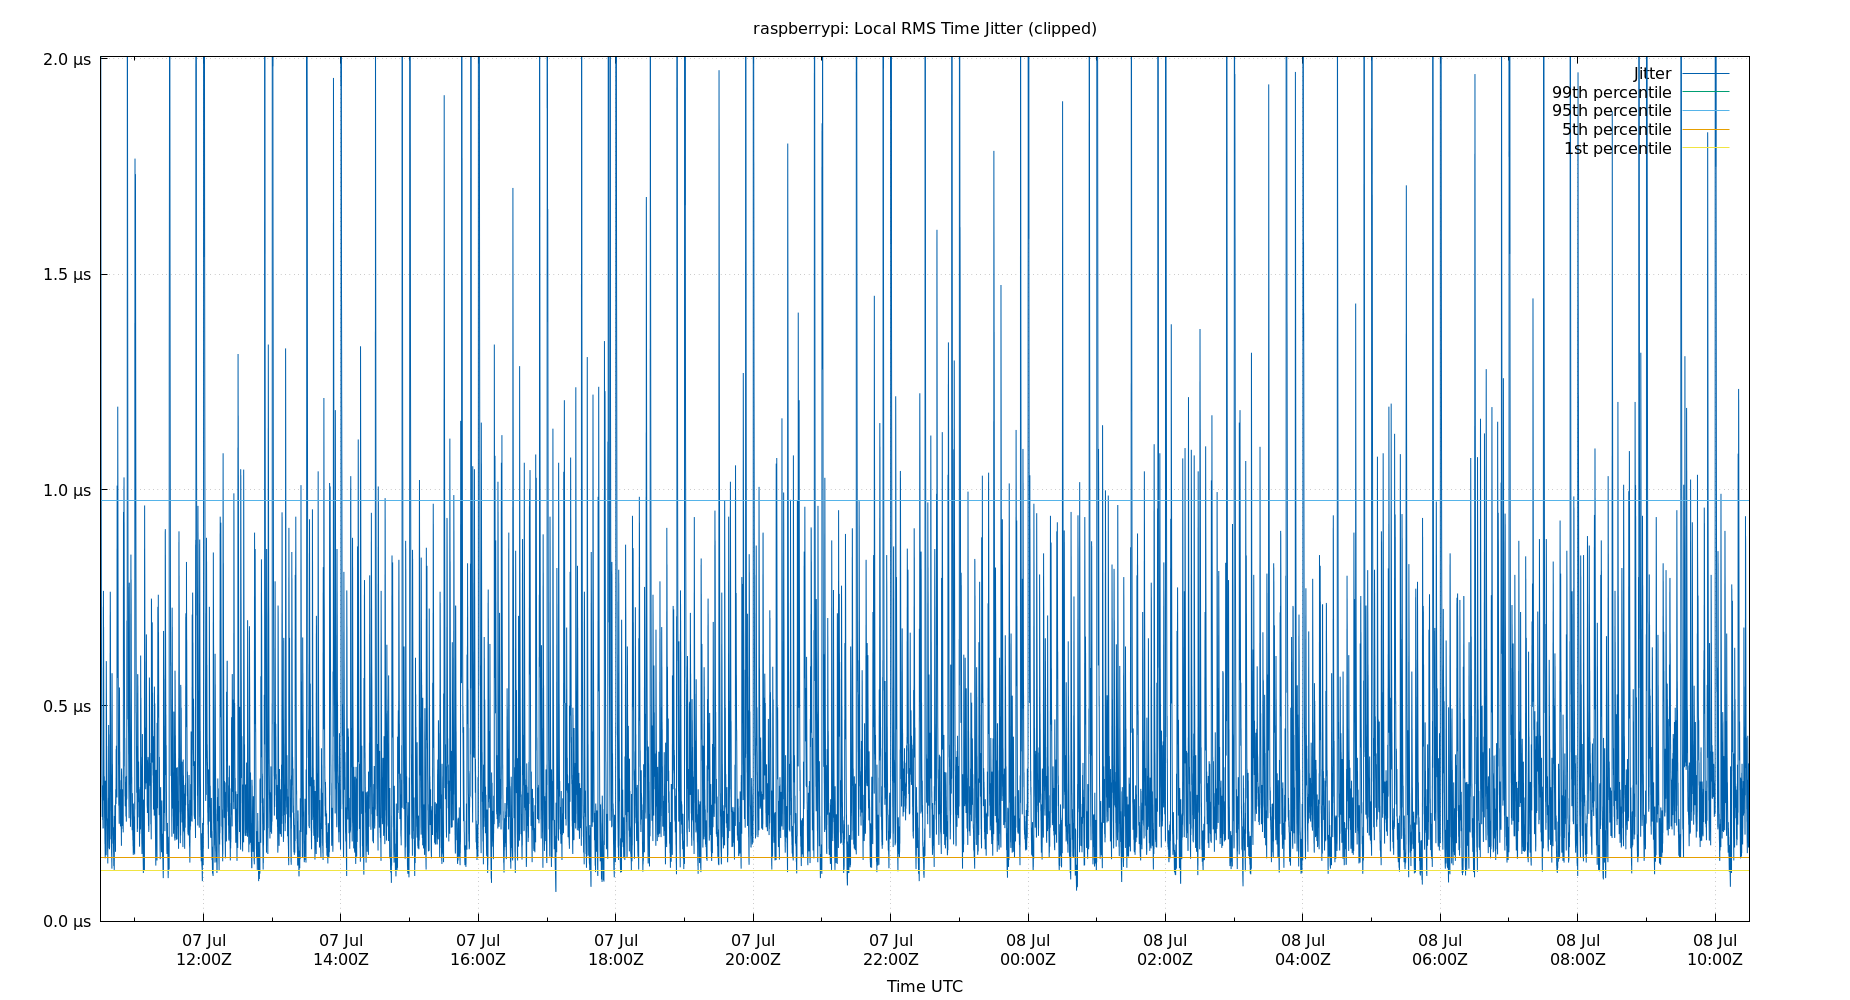 raspberrypi: Local RMS Time Jitter (clipped)
2.0 μs
1.5 μs
1.0 μs
0.5 μs
0.0 μs
Jitter
99th percentile
95th percentile
5th percentile
1st percentile
07 Jul 07 Jul 07 Jul 07 Jul 07 Jul 07 Jul 08 Jul 08 Jul 08 Jul 08 Jul 08 Jul 08 Jul
12:00Z 14:00Z 16:00Z 18:00Z 20:00Z 22:00Z 00:00Z 02:00Z 04:00Z 06:00Z 08:00Z 10:00Z
Time UTC